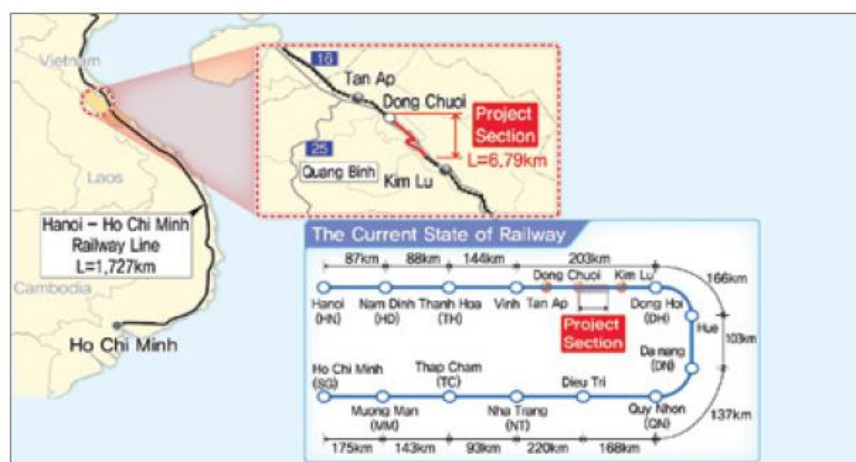 Vietnam
Laos
Hanoi – Ho Chi Minh
Railway Line
L=1,727km
Cambodia
Ho Chi Minh
Tan Ap
Dong Chuoi
Project
Section
L=6.79km
25
Quang Binh
Kim Lu
The Current State of Railway
87km
88km
144km
203km
166km
Dong Chuoi
Kim Lu
Hanoi
(HN)
Nam Dinh
(HD)
Thanh Hoa
(TH)
Vinh
Tan Ap
Dong Hoi
(DH)
Project
Section
Hue
103km
Da nang
(DN)
Ho Chi Minh
(SG)
Thap Cham
(TC)
Dieu Tri
Muong Man
(MM)
Nha Trang
(NT)
Quy Nhon
(QN)
137km
175km
143km
93km
220km
168km